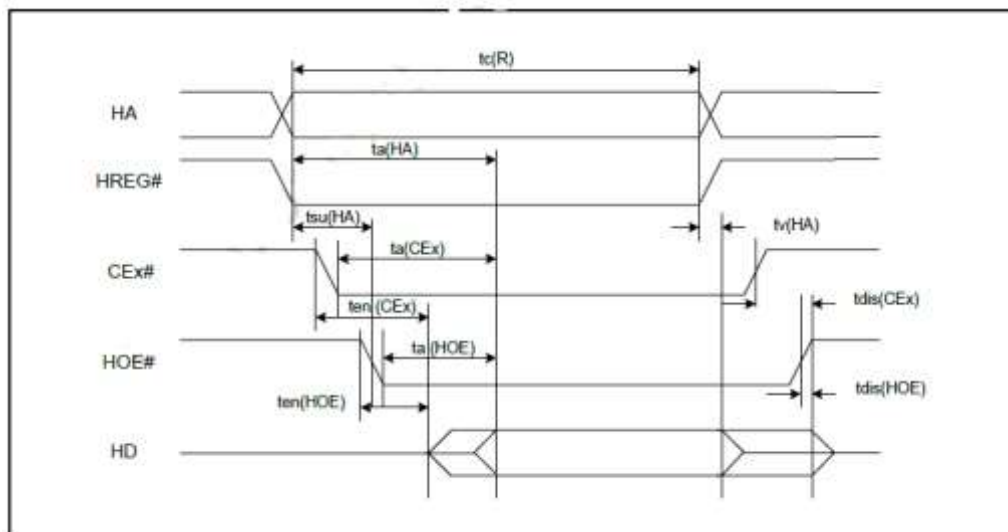 tc(R)
HA
ta(HA)
HREG#
tsu(HA)
tv(HA)
ta(CEx)
CEx#
ten(CEx)
tdis(CEx)
ta(HOE)
HOE#
tdis(HOE)
ten(HOE)
HD